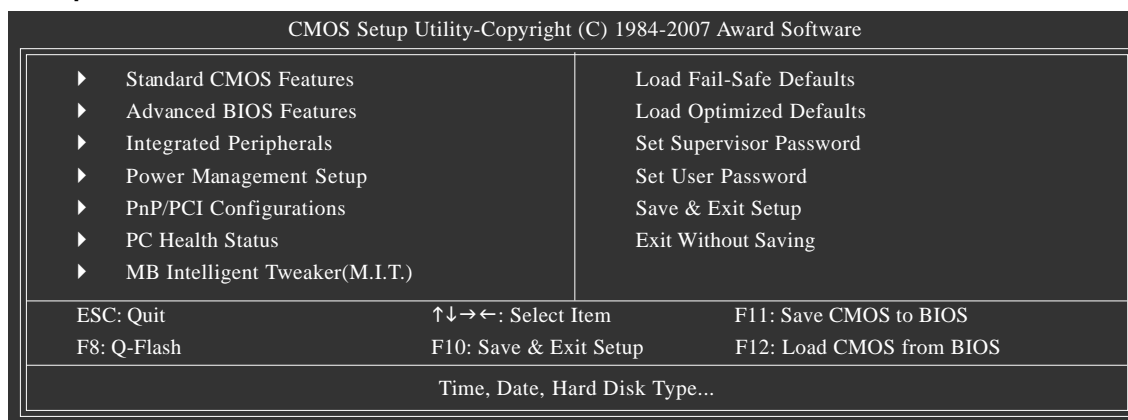 CMOS Setup Utility-Copyright (C) 1984-2007 Award Software
Standard CMOS Features
Advanced BIOS Features
Integrated Peripherals
Power Management Setup
PnP/PCI Configurations
PC Health Status
MB Intelligent Tweaker(M.I.T.)
Load Fail-Safe Defaults
Load Optimized Defaults
Set Supervisor Password
Set User Password
Save & Exit Setup
Exit Without Saving
ESC: Quit ↑↓→←: Select Item F11: Save CMOS to BIOS
F8: Q-Flash F10: Save & Exit Setup F12: Load CMOS from BIOS
Time, Date, Hard Disk Type...